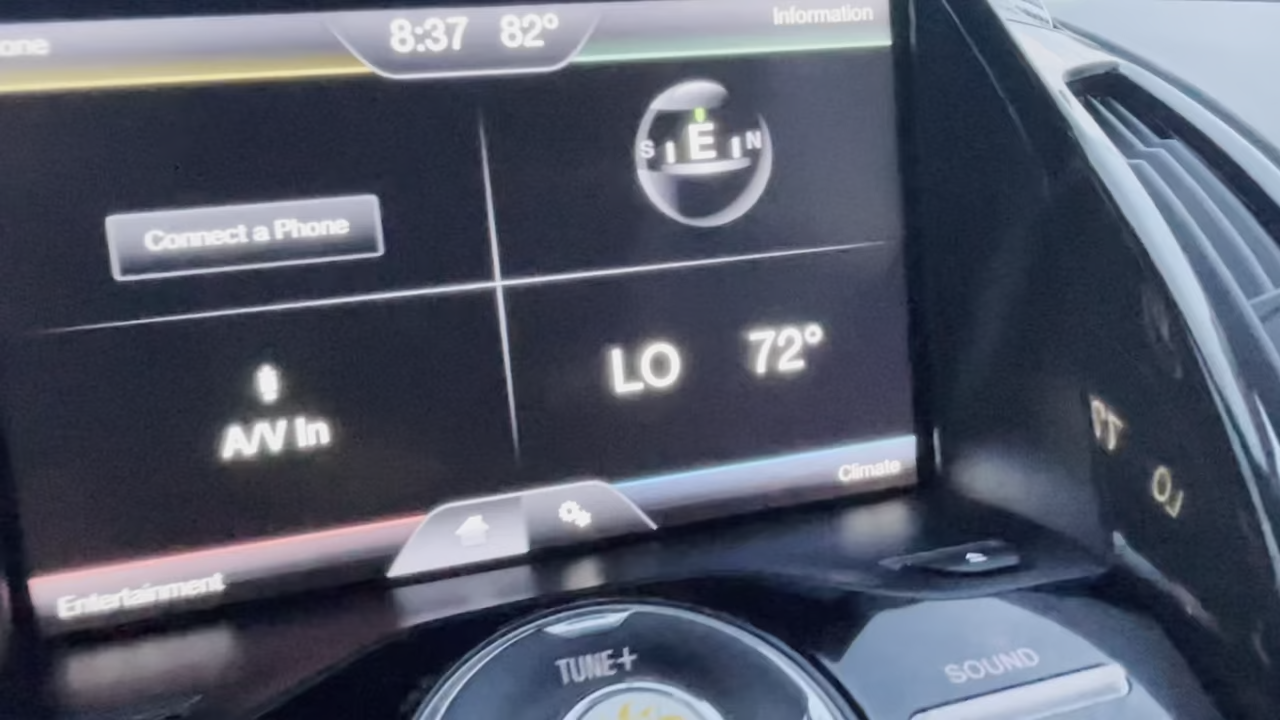 one 8:37 82° Information
S E N
Connect a Phone
LO 72°
A/V In
Climate
Entertainment
TUNE+
SOUND